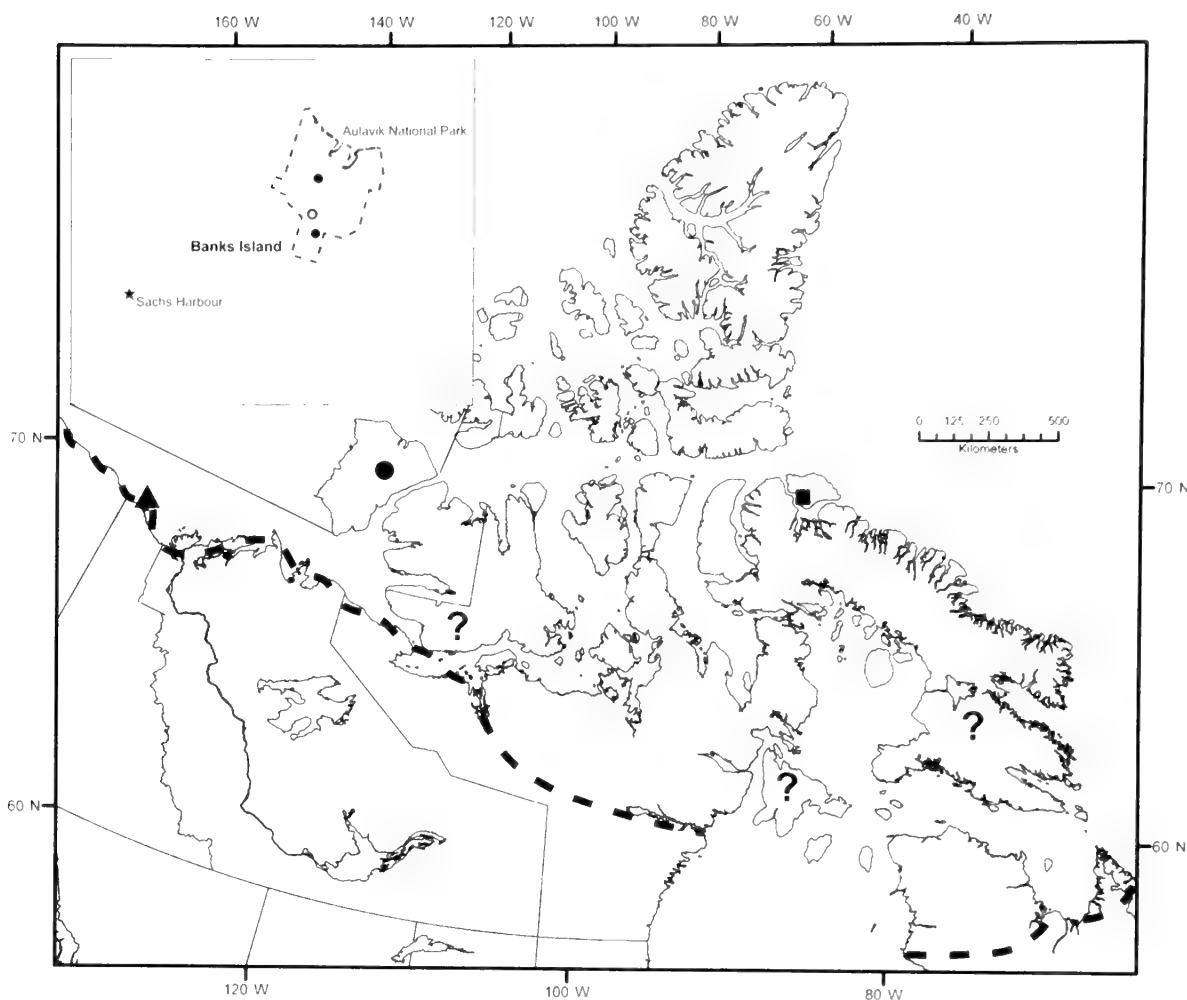 160 W 140 W 120 W 100 W 80 W 60 W 40 W
Aulavik National Park
Banks Island
Sachs Harbour
0 125 250 500
Kilometers
70 N
70 N
?
?
?
60 N
60 N
120 W 100 W 80 W